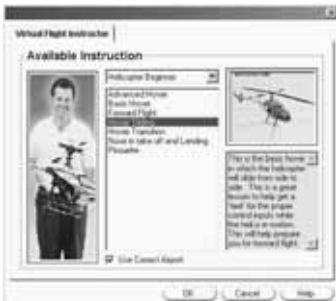 Virtual Flight Instructor
Available Instruction
Helicopter Beginner
Advanced Hover
Basic Hover
Forward Flight
Hover Transition
Nose in take off and Landing
Pirouette
This is the basic hover
in which the helicopter
will slide from side to
side. This is a great
lesson to help get a
'feel' for the proper
control inputs while
the heli is in motion.
This will help prepare
you for forward flight.
Use Current Airport
OK
Cancel
Help